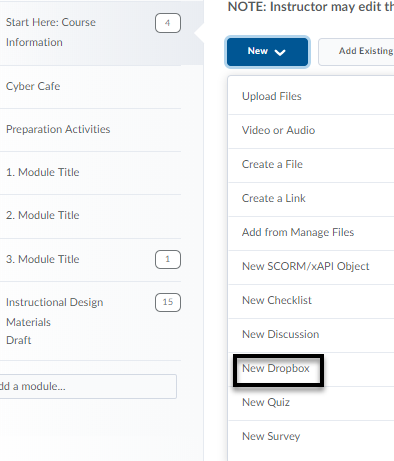 Start Here: Course
Information
4
Cyber Cafe
Preparation Activities
1. Module Title
2. Module Title
3. Module Title
1
Instructional Design
Materials
Draft
15
a module...
NOTE: Instructor may edit
New
Add Existing
Upload Files
Video or Audio
Create a File
Create a Link
Add from Manage Files
New SCORM/xAPI Object
New Checklist
New Discussion
New Dropbox
New Quiz
New Survey